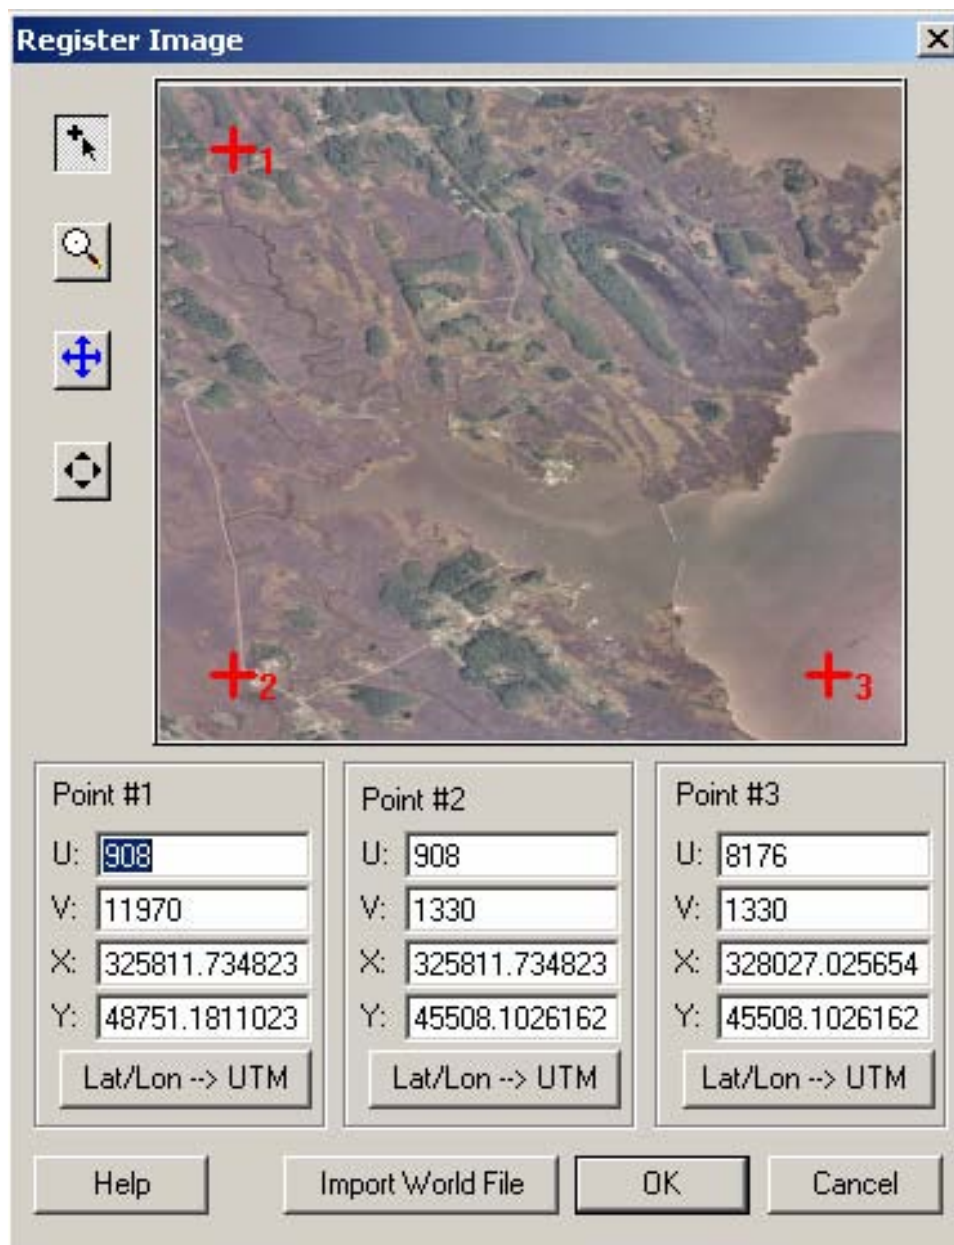 Register Image
1
2
3
Point #1
U: 908
V: 11970
X: 325811.734823
Y: 48751.1811023
Lat/Lon --> UTM
Point #2
U: 908
V: 1330
X: 325811.734823
Y: 45508.1026162
Lat/Lon --> UTM
Point #3
U: 8176
V: 1330
X: 328027.025654
Y: 45508.1026162
Lat/Lon --> UTM
Help
Import World File
OK
Cancel